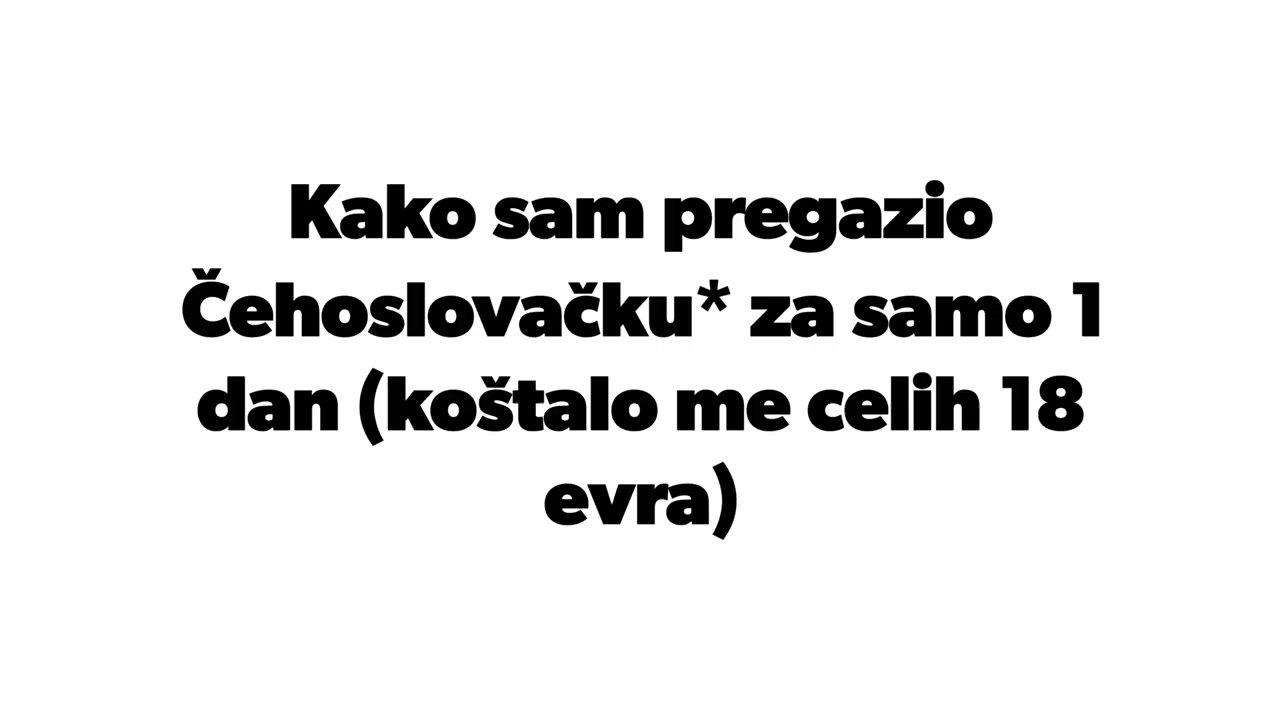 Kako sam pregazio
Čehoslovačku* za samo 1
dan (koštalo me celih 18
evra)